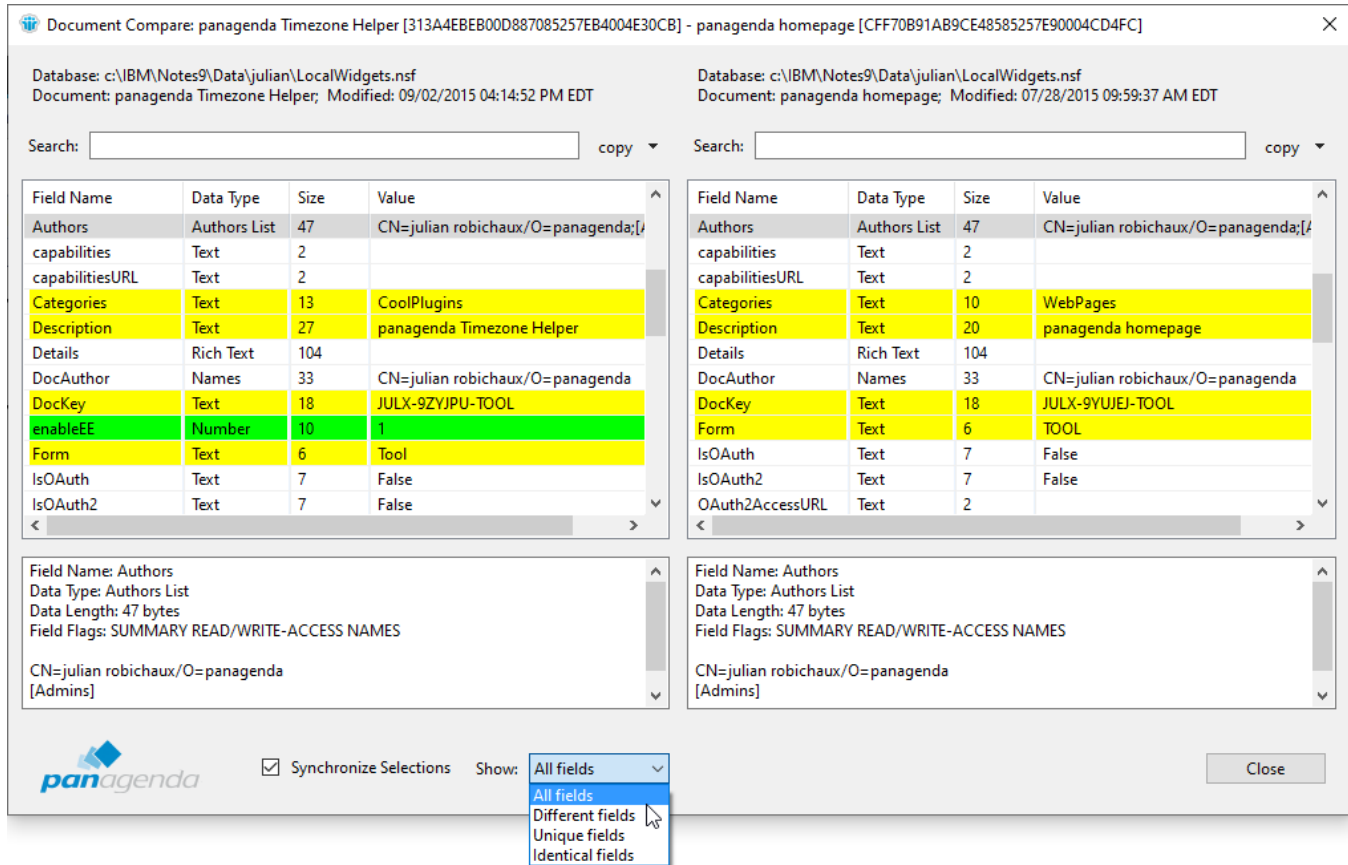 Document Compare: panagenda Timezone Helper [313A4EBEB00D887085257EB4004E30CB] - panagenda homepage [CFF70B91AB9CE48585257E90004CD4FC]
Database: c:\IBM\Notes9\Data\julian\LocalWidgets.nsf
Document: panagenda Timezone Helper;  Modified: 09/02/2015 04:14:52 PM EDT
Search: copy
Field Name Data Type Size Value
Authors Authors List 47 CN=julian robichaux/O=panagenda;[
capabilities Text 2
capabilitiesURL Text 2
Categories Text 13 CoolPlugins
Description Text 27 panagenda Timezone Helper
Details Rich Text 104
DocAuthor Names 33 CN=julian robichaux/O=panagenda
DocKey Text 18 JULX-9ZYJPU-TOOL
enableEE Number 10 1
Form Text 6 Tool
IsOAuth Text 7 False
IsOAuth2 Text 7 False
Field Name: Authors
Data Type: Authors List
Data Length: 47 bytes
Field Flags: SUMMARY READ/WRITE-ACCESS NAMES
CN=julian robichaux/O=panagenda
[Admins]
Database: c:\IBM\Notes9\Data\julian\LocalWidgets.nsf
Document: panagenda homepage;  Modified: 07/28/2015 09:59:37 AM EDT
Search: copy
Field Name Data Type Size Value
Authors Authors List 47 CN=julian robichaux/O=panagenda;[
capabilities Text 2
capabilitiesURL Text 2
Categories Text 10 WebPages
Description Text 20 panagenda homepage
Details Rich Text 104
DocAuthor Names 33 CN=julian robichaux/O=panagenda
DocKey Text 18 JULX-9YUJEJ-TOOL
Form Text 6 TOOL
IsOAuth Text 7 False
IsOAuth2 Text 7 False
OAuth2AccessURL Text 2
Field Name: Authors
Data Type: Authors List
Data Length: 47 bytes
Field Flags: SUMMARY READ/WRITE-ACCESS NAMES
CN=julian robichaux/O=panagenda
[Admins]
panagenda
Synchronize Selections Show: All fields
All fields
Different fields
Unique fields
Identical fields
Close